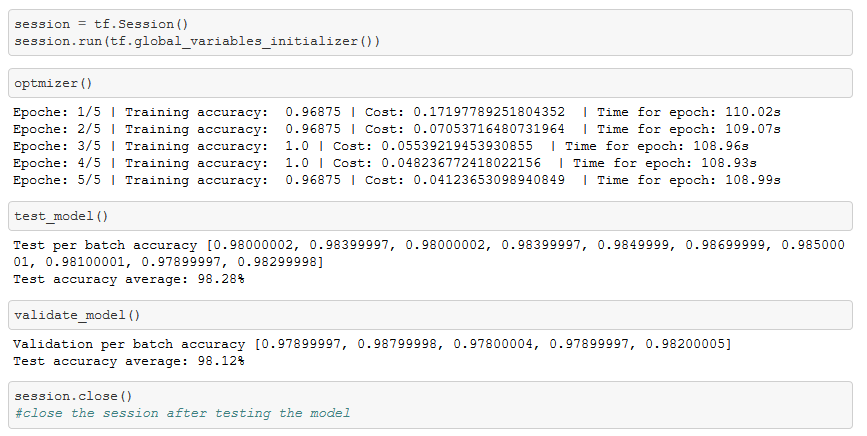 session = tf.Session()
session.run(tf.global_variables_initializer())
optmizer()
Epoche: 1/5 | Training accuracy:  0.96875 | Cost: 0.17197789251804352  | Time for epoch: 110.02s
Epoche: 2/5 | Training accuracy:  0.96875 | Cost: 0.07053716480731964  | Time for epoch: 109.07s
Epoche: 3/5 | Training accuracy:  1.0 | Cost: 0.05539219453930855  | Time for epoch: 108.96s
Epoche: 4/5 | Training accuracy:  1.0 | Cost: 0.048236772418022156  | Time for epoch: 108.93s
Epoche: 5/5 | Training accuracy:  0.96875 | Cost: 0.04123653098940849  | Time for epoch: 108.99s
test_model()
Test per batch accuracy [0.98000002, 0.98399997, 0.98000002, 0.98399997, 0.9849999, 0.98699999, 0.985000
01, 0.98100001, 0.97899997, 0.98299998]
Test accuracy average: 98.28%
validate_model()
Validation per batch accuracy [0.97899997, 0.98799998, 0.97800004, 0.97899997, 0.98200005]
Test accuracy average: 98.12%
session.close()
#close the session after testing the model